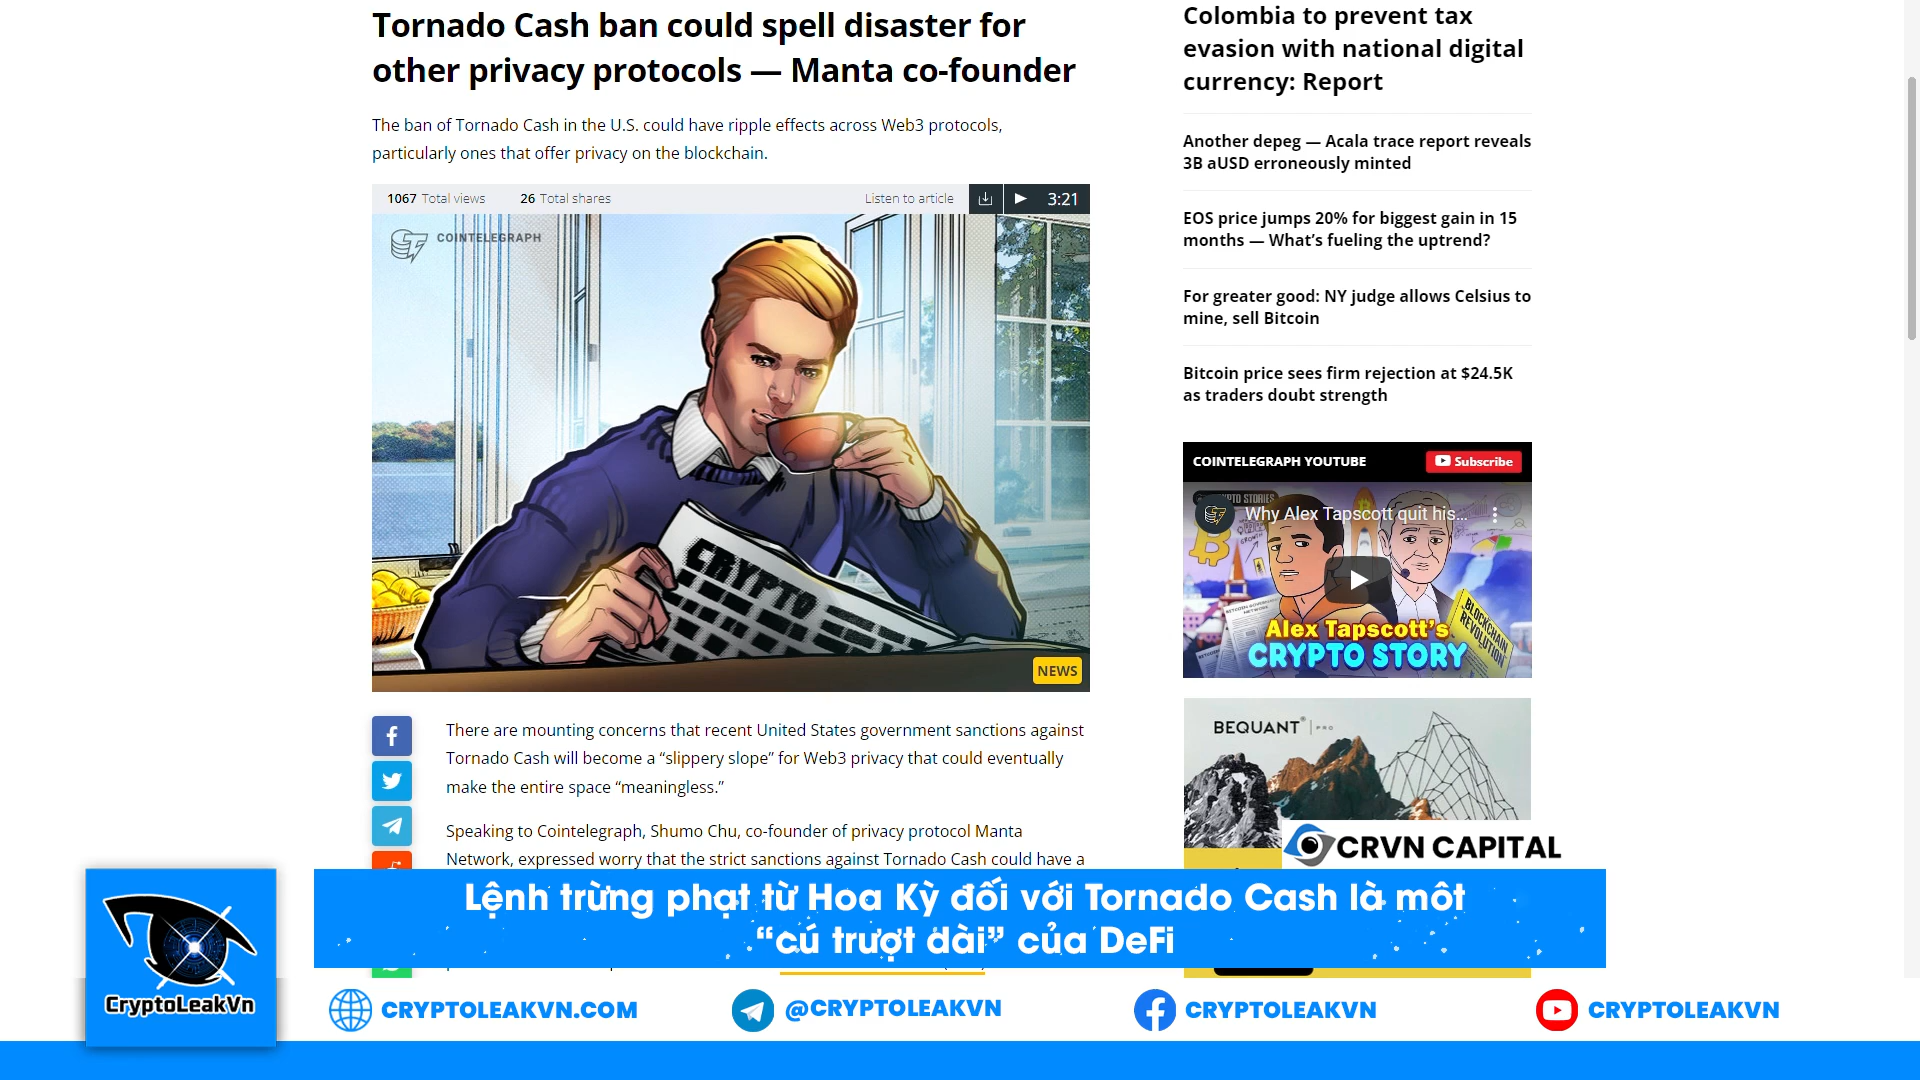 Tornado Cash ban could spell disaster for
other privacy protocols — Manta co-founder
The ban of Tornado Cash in the U.S. could have ripple effects across Web3 protocols,
particularly ones that offer privacy on the blockchain.
1067 Total views
26 Total shares
Listen to article
3:21
COINTELEGRAPH
CRYPTO
NEWS
There are mounting concerns that recent United States government sanctions against
Tornado Cash will become a “slippery slope” for Web3 privacy that could eventually
make the entire space “meaningless.”
Speaking to Cointelegraph, Shumo Chu, co-founder of privacy protocol Manta
Network, expressed worry that the strict sanctions against Tornado Cash could have a
Colombia to prevent tax
evasion with national digital
currency: Report
Another depeg — Acala trace report reveals
3B aUSD erroneously minted
EOS price jumps 20% for biggest gain in 15
months — What’s fueling the uptrend?
For greater good: NY judge allows Celsius to
mine, sell Bitcoin
Bitcoin price sees firm rejection at $24.5K
as traders doubt strength
COINTELEGRAPH YOUTUBE
Subscribe
Why Alex Tapscott quit his...
BLOCKCHAIN
REVOLUTION
Alex Tapscott’s
CRYPTO STORY
BEQUANT PRO
CRVN CAPITAL
Lệnh trừng phạt từ Hoa Kỳ đối với Tornado Cash là một
“cú trượt dài” của DeFi
CryptoLeakVn
CRYPTOLEAKVN.COM
@CRYPTOLEAKVN
CRYPTOLEAKVN
CRYPTOLEAKVN